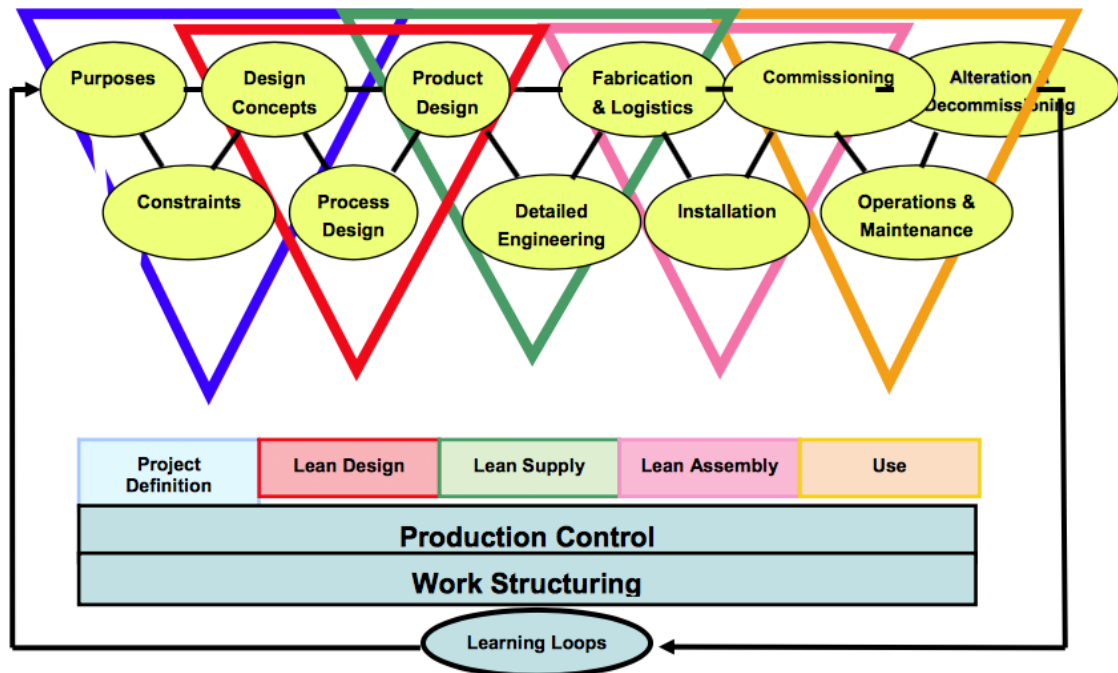 Purposes
Design
Concepts
Product
Design
Fabrication
& Logistics
Commissioning
Alteration &
Decommissioning
Constraints
Process
Design
Detailed
Engineering
Installation
Operations &
Maintenance
Project
Definition
Lean Design
Lean Supply
Lean Assembly
Use
Production Control
Work Structuring
Learning Loops